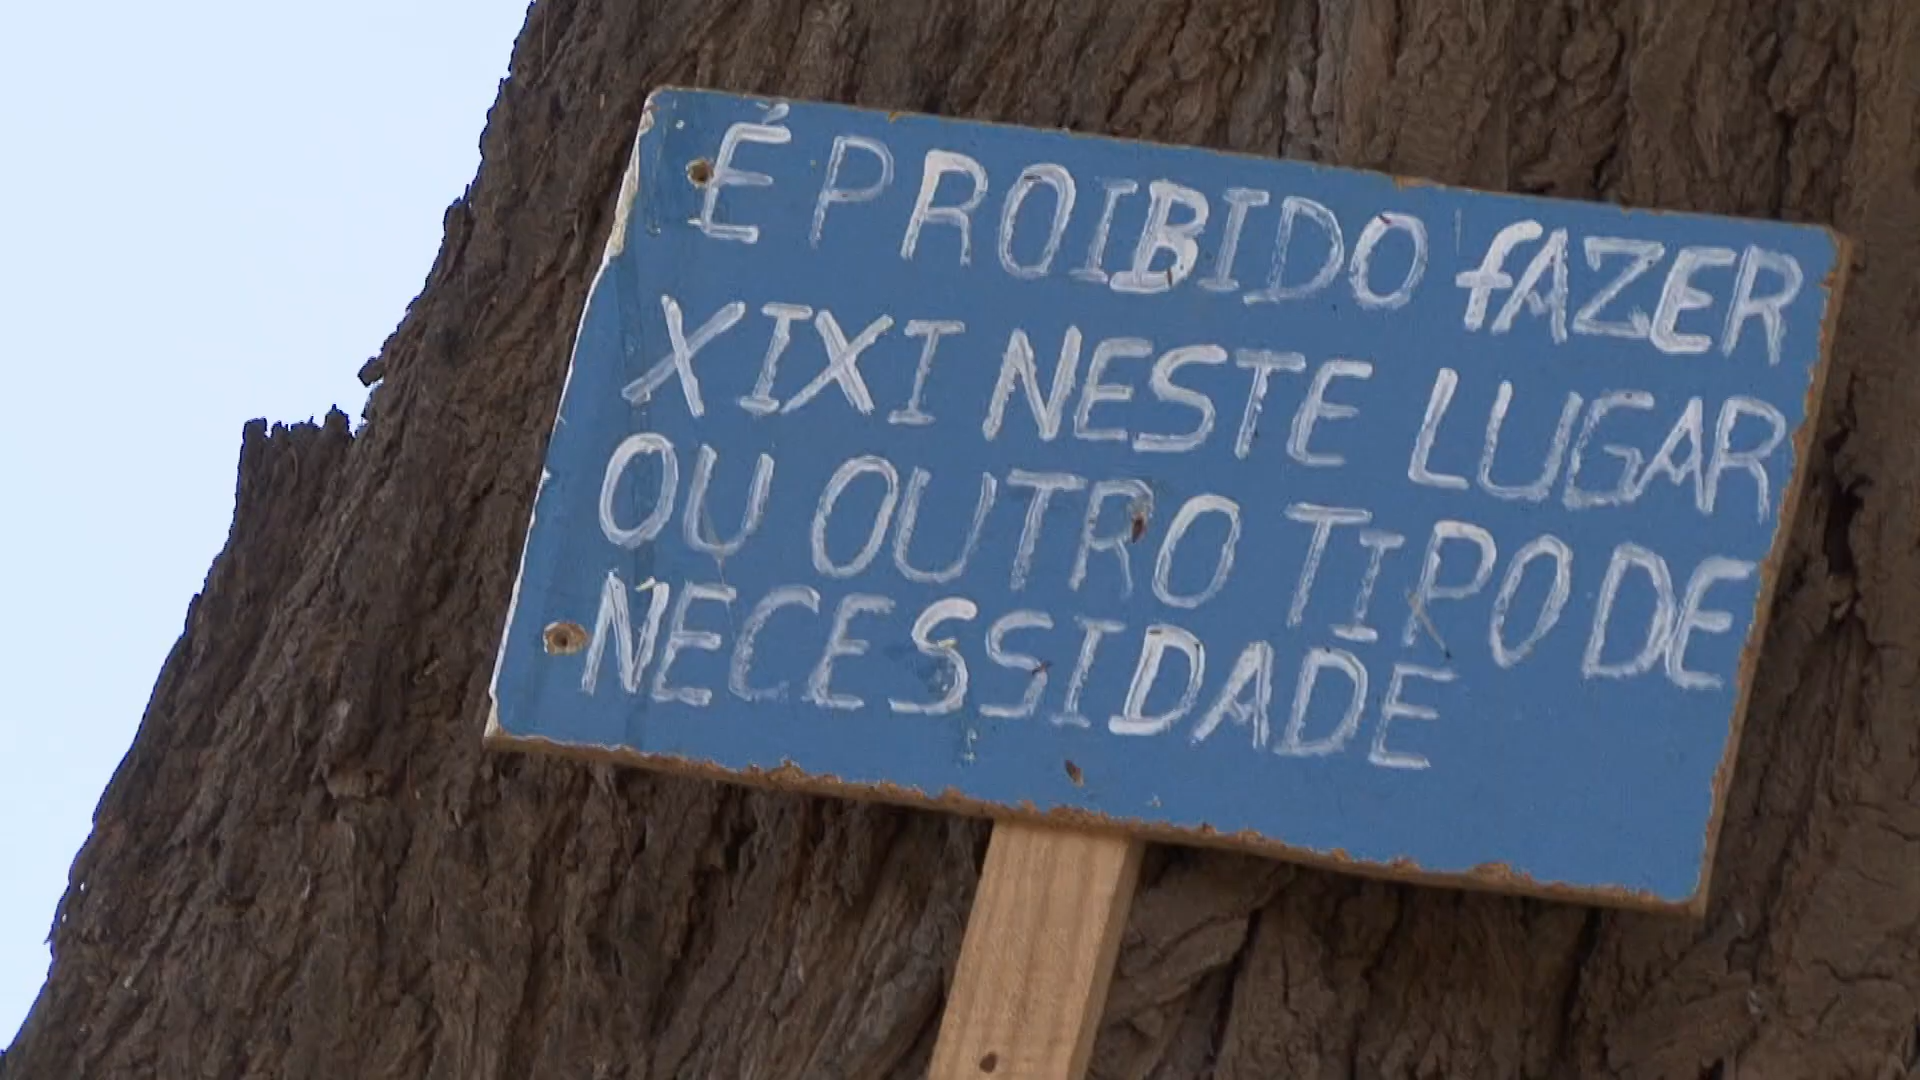 É PROIBIDO fAZER
XIXI NESTE LUGAR
OU OUTRO TIPO DE
NECESSIDADE